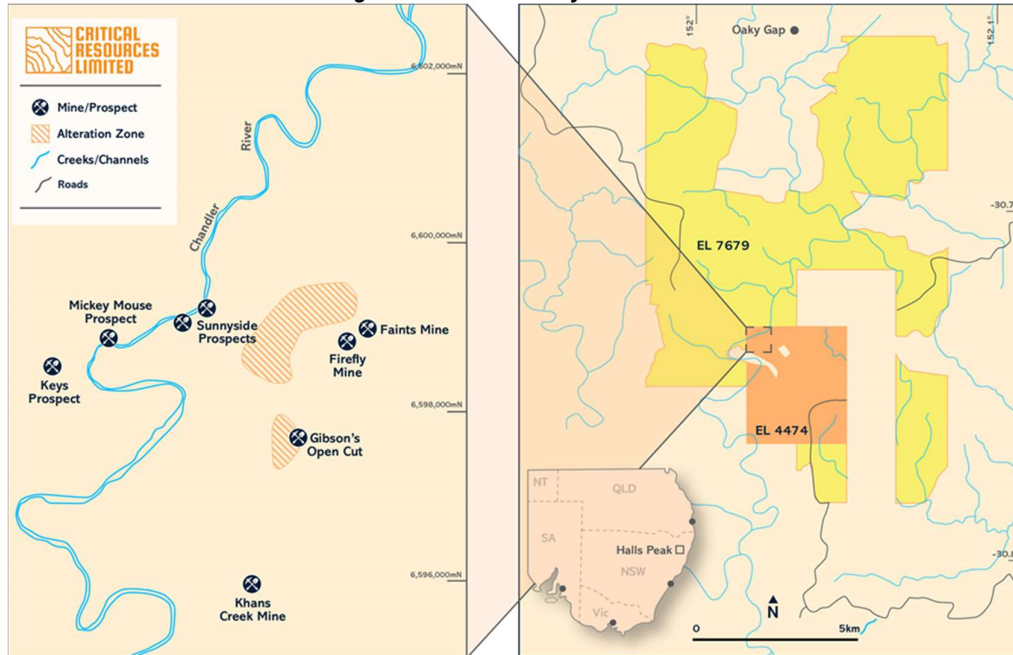 CRITICAL
RESOURCES
LIMITED
Mine/Prospect
Alteration Zone
Creeks/Channels
Roads
River
Chandler
6,602,000mN
6,600,000mN
6,598,000mN
6,596,000mN
Mickey Mouse
Prospect
Sunnyside
Prospects
Keys
Prospect
Faints Mine
Firefly
Mine
Gibson's
Open Cut
Khans
Creek Mine
152°
152.1°
Oaky Gap
EL 7679
EL 4474
NT
QLD
SA
Halls Peak
NSW
Vic
N
0
5km